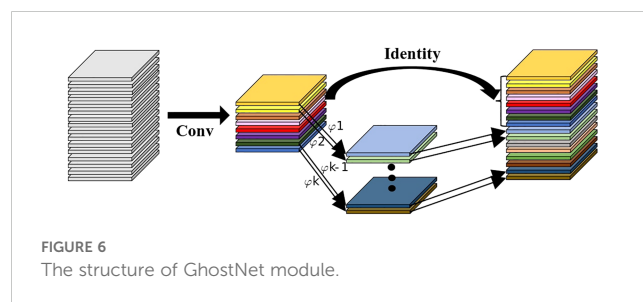 Identity
Conv
φ1
φ2
φk-1
φk
FIGURE 6
The structure of GhostNet module.